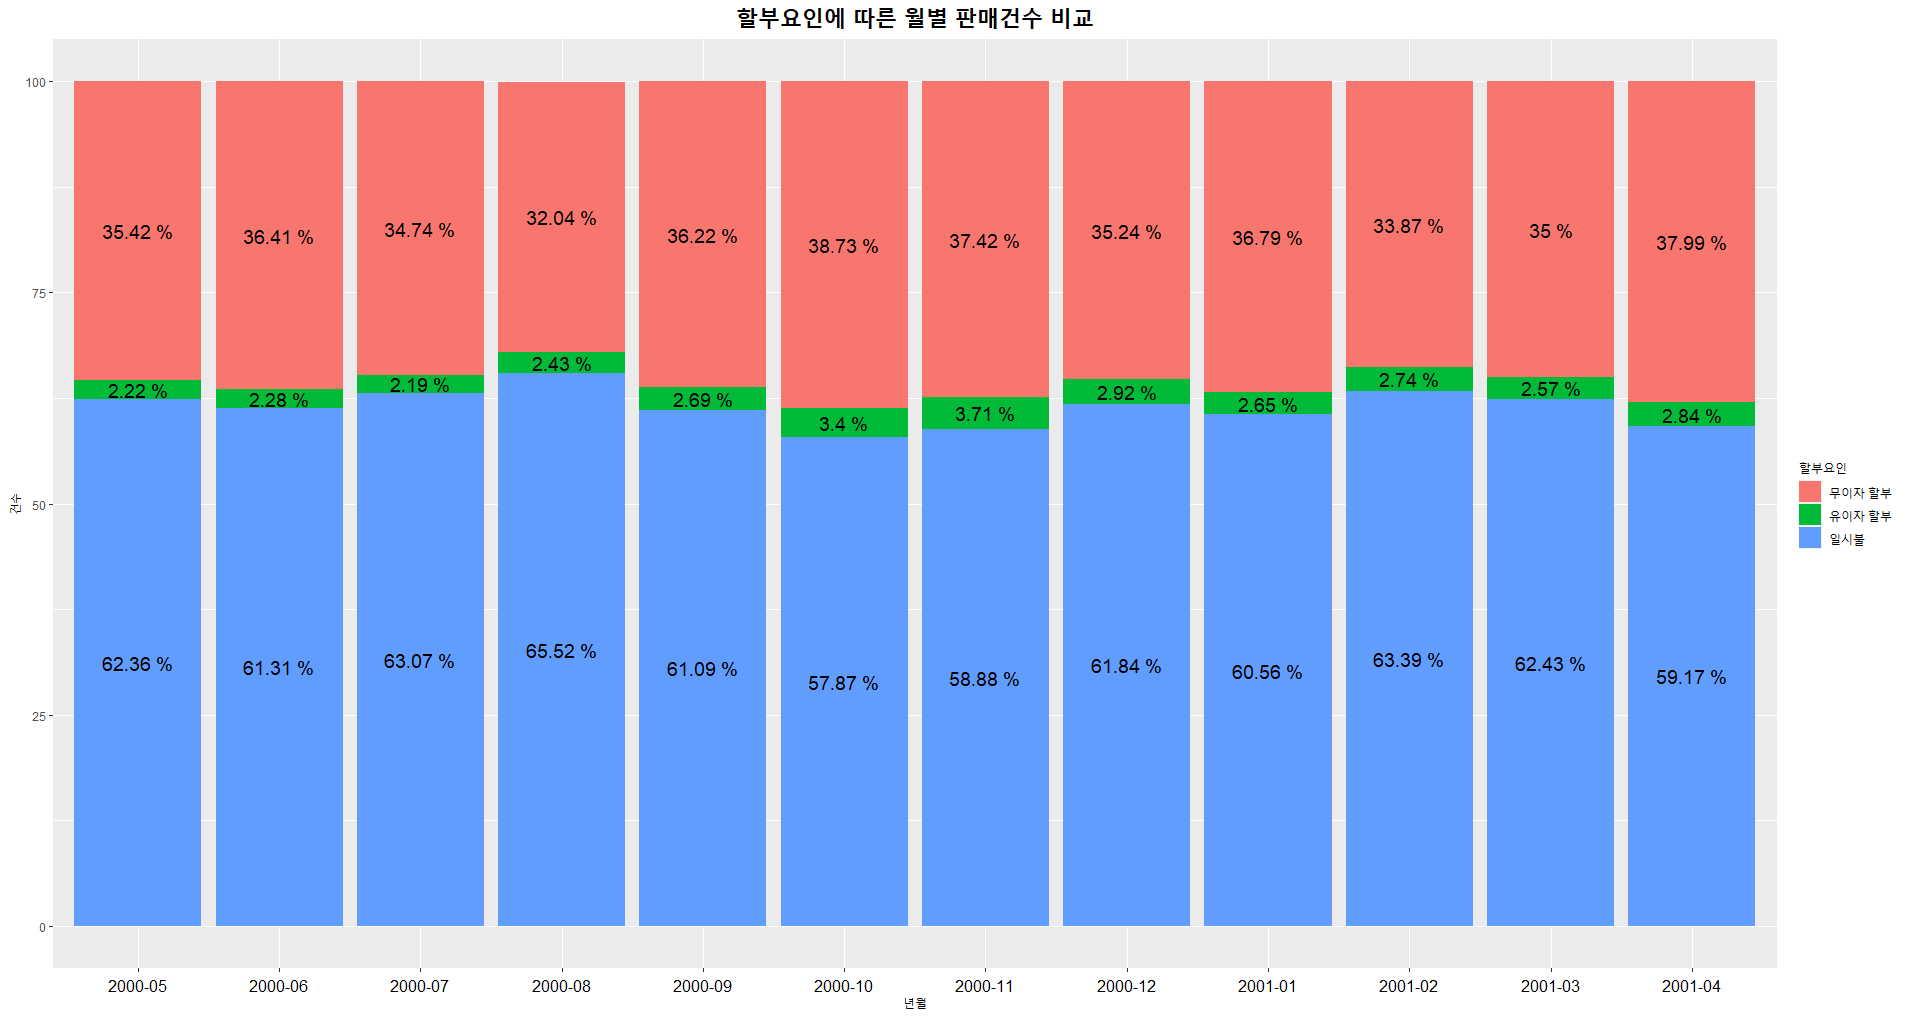 할부요인에 따른 월별 판매건수 비교
100
75
50
25
0
건수
35.42 % 36.41 % 34.74 % 32.04 % 36.22 % 38.73 % 37.42 % 35.24 % 36.79 % 33.87 % 35 % 37.99 %
2.22 % 2.28 % 2.19 % 2.43 % 2.69 % 3.4 % 3.71 % 2.92 % 2.65 % 2.74 % 2.57 % 2.84 %
62.36 % 61.31 % 63.07 % 65.52 % 61.09 % 57.87 % 58.88 % 61.84 % 60.56 % 63.39 % 62.43 % 59.17 %
2000-05 2000-06 2000-07 2000-08 2000-09 2000-10 2000-11 2000-12 2001-01 2001-02 2001-03 2001-04
년월
할부요인
무이자 할부
유이자 할부
일시불